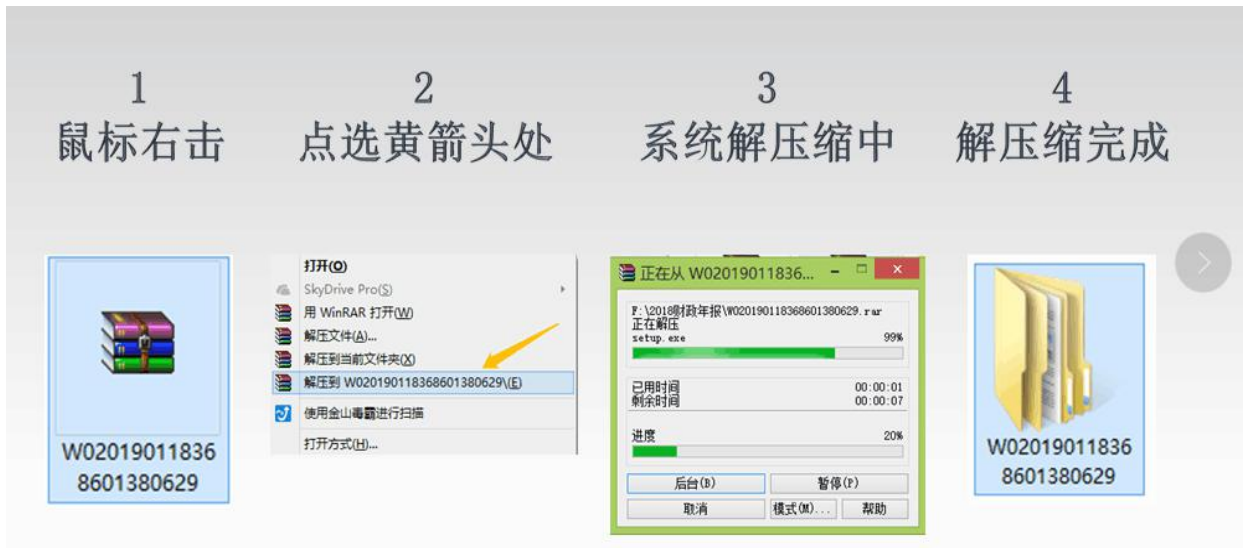 1
鼠标右击
2
点选黄箭头处
3
系统解压缩中
4
解压缩完成
W02019011836
8601380629
打开(O)
SkyDrive Pro(S)
用 WinRAR 打开(W)
解压文件(A)...
解压到当前文件夹(X)
解压到 W020190118368601380629\(E)
使用金山毒霸进行扫描
打开方式(H)...
正在从 W02019011836...
F:\2018财政年报\W020190118368601380629.rar
正在解压
setup.exe 99%
已用时间 00:00:01
剩余时间 00:00:07
进度 20%
后台(B) 暂停(P)
取消 模式(M)... 帮助
W02019011836
8601380629